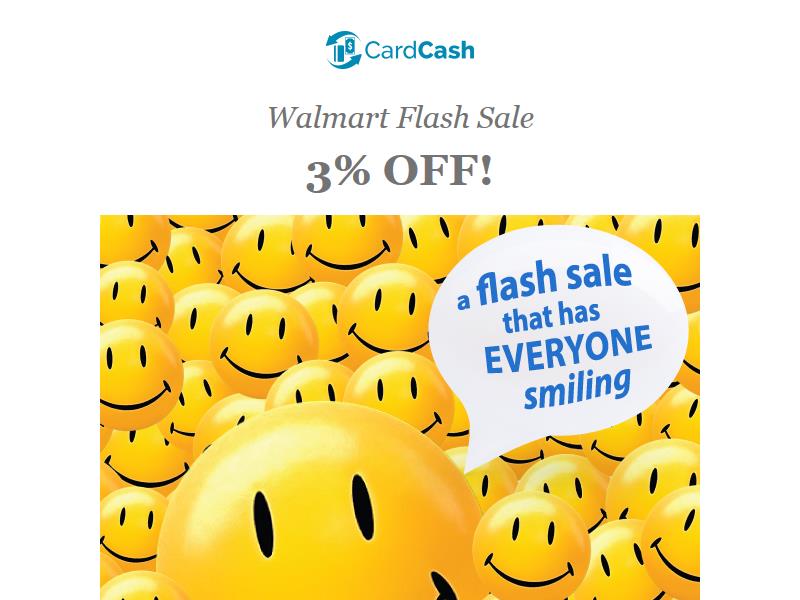 CardCash
Walmart Flash Sale
3% OFF!
a flash sale
that has
EVERYONE
smiling